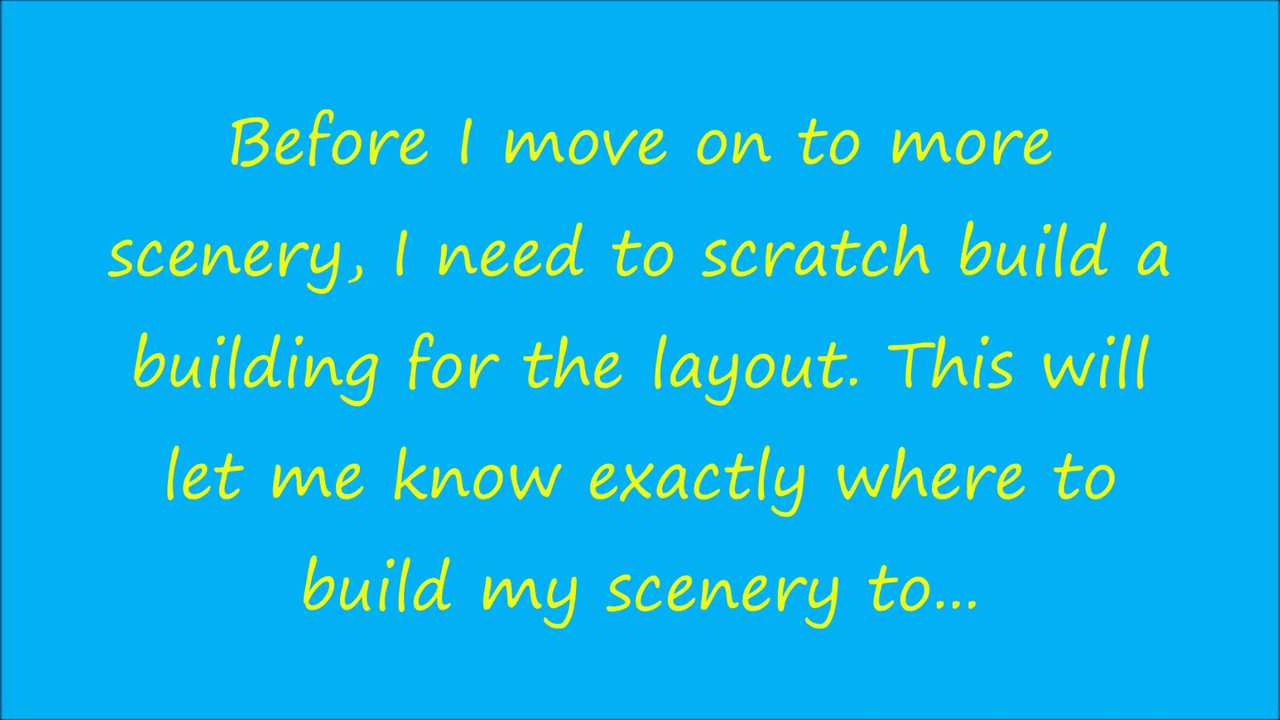 Before I move on to more
scenery, I need to scratch build a
building for the layout. This will
let me know exactly where to
build my scenery to...